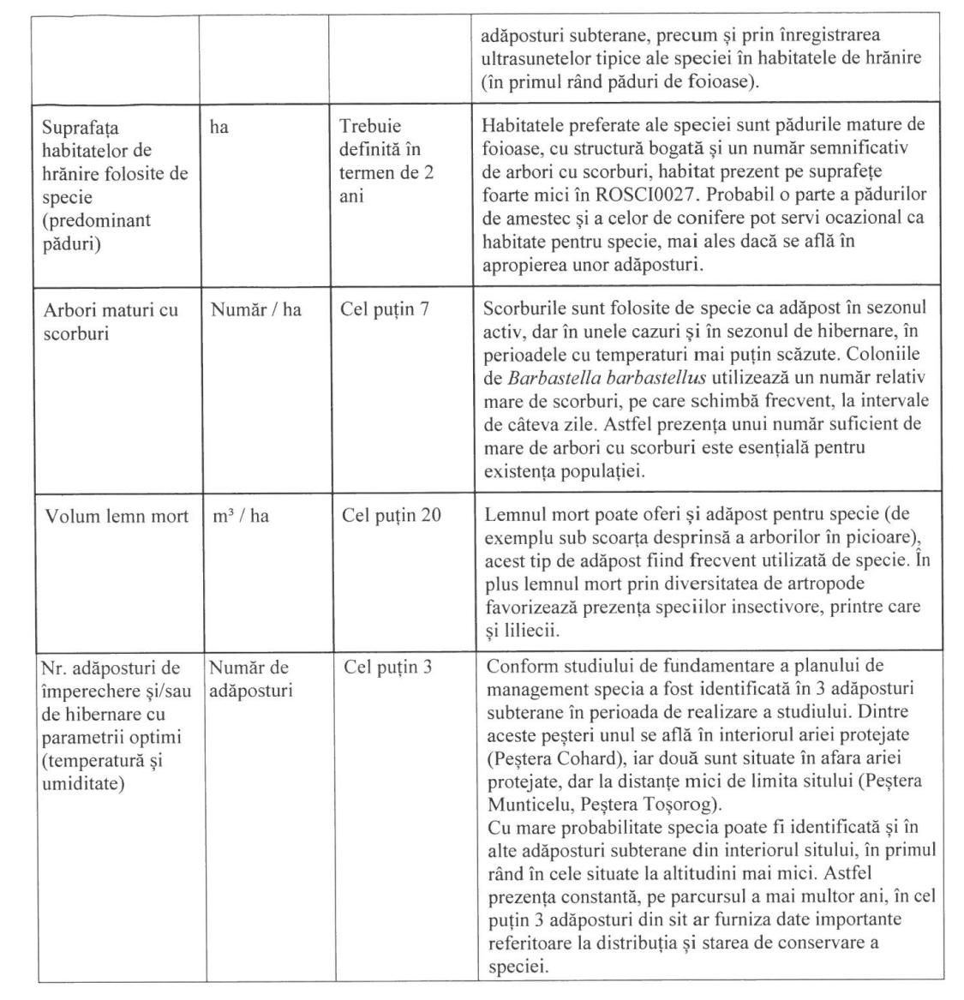 adăposturi subterane, precum și prin înregistrarea
ultrasunetelor tipice ale speciei în habitatele de hrănire
(în primul rând păduri de foioase).
Suprafața
habitatelor de
hrănire folosite de
specie
(predominant
păduri)
ha
Trebuie
definită în
termen de 2
ani
Habitatele preferate ale speciei sunt pădurile mature de
foioase, cu structură bogată și un număr semnificativ
de arbori cu scorburi, habitat prezent pe suprafețe
foarte mici în ROSCI0027. Probabil o parte a pădurilor
de amestec și a celor de conifere pot servi ocazional ca
habitate pentru specie, mai ales dacă se află în
apropierea unor adăposturi.
Arbori maturi cu
scorburi
Număr / ha
Cel puțin 7
Scorburile sunt folosite de specie ca adăpost în sezonul
activ, dar în unele cazuri și în sezonul de hibernare, în
perioadele cu temperaturi mai puțin scăzute. Coloniile
de Barbastella barbastellus utilizează un număr relativ
mare de scorburi, pe care schimbă frecvent, la intervale
de câteva zile. Astfel prezența unui număr suficient de
mare de arbori cu scorburi este esențială pentru
existența populației.
Volum lemn mort
m³ / ha
Cel puțin 20
Lemnul mort poate oferi și adăpost pentru specie (de
exemplu sub scoarța desprinsă a arborilor în picioare),
acest tip de adăpost fiind frecvent utilizată de specie. În
plus lemnul mort prin diversitatea de artropode
favorizează prezența speciilor insectivore, printre care
și liliecii.
Nr. adăposturi de
împerechere și/sau
de hibernare cu
parametrii optimi
(temperatură și
umiditate)
Număr de
adăposturi
Cel puțin 3
Conform studiului de fundamentare a planului de
management specia a fost identificată în 3 adăposturi
subterane în perioada de realizare a studiului. Dintre
aceste peșteri unul se află în interiorul ariei protejate
(Peștera Cohard), iar două sunt situate în afara ariei
protejate, dar la distanțe mici de limita sitului (Peștera
Munticelu, Peștera Toșorog).
Cu mare probabilitate specia poate fi identificată și în
alte adăposturi subterane din interiorul sitului, în primul
rând în cele situate la altitudini mai mici. Astfel
prezența constantă, pe parcursul a mai multor ani, în cel
puțin 3 adăposturi din sit ar furniza date importante
referitoare la distribuția și starea de conservare a
speciei.